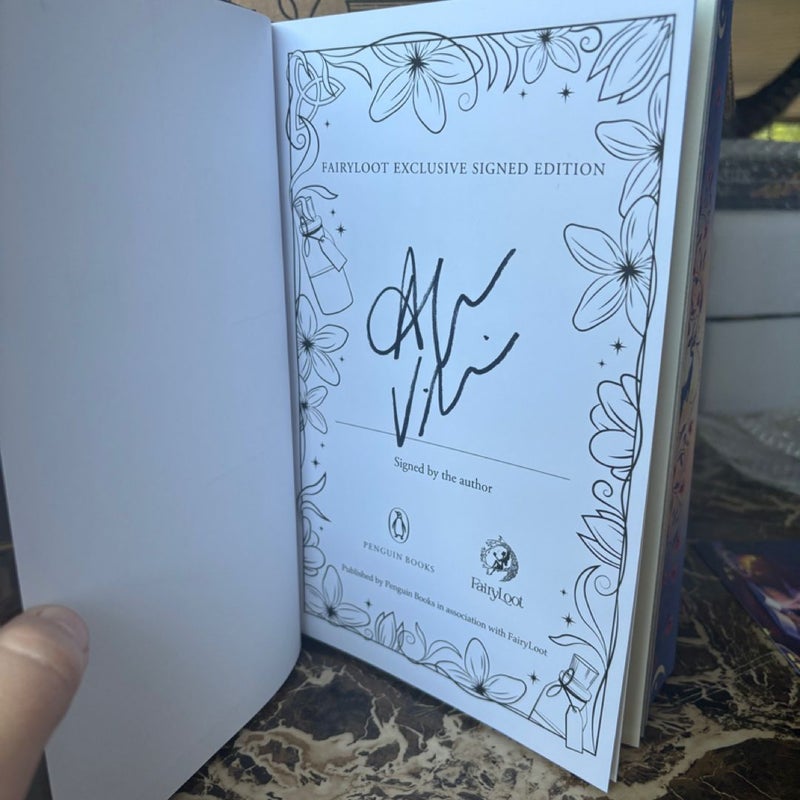 FAIRYLOOT EXCLUSIVE SIGNED EDITION
Signed by the author
PENGUIN BOOKS
FairyLoot
Published by Penguin Books in association with FairyLoot